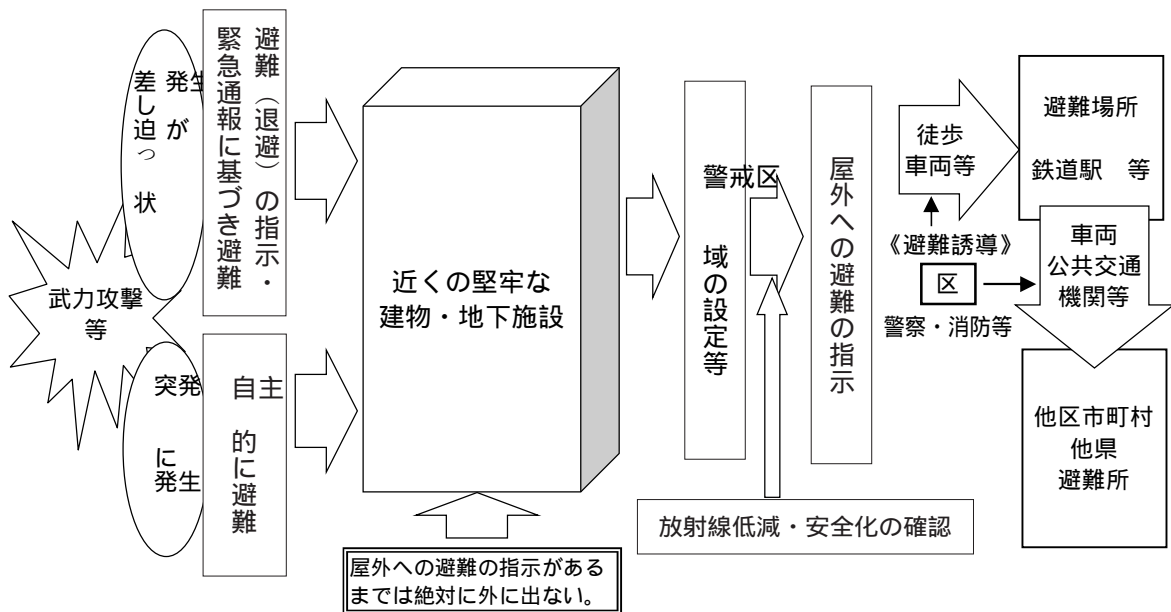 武力攻撃
等
発生が
差し迫っ状
避難（退避）の指示・
緊急通報に基づき避難
突発
に
発生
自主
的に避難
近くの堅牢な
建物・地下施設
屋外への避難の指示がある
までは絶対に外に出ない。
警戒区
域の設定等
屋外への避難の指示
放射線低減・安全化の確認
徒歩
車両等
《避難誘導》
区
警察・消防等
避難場所
鉄道駅　等
車両
公共交通
機関等
他区市町村
他県
避難所